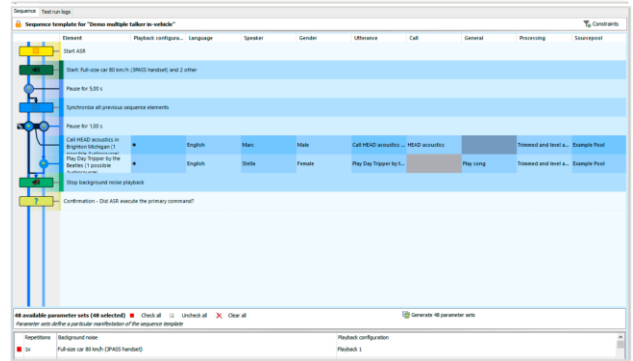 Sequence Test run logs
Sequence template for "Demo multiple talker in-vehicle" Constraints
Element Playback configura... Language Speaker Gender Utterance Call General Processing Sourcepool
Start ASR
Start: Full-size car 80 km/h (3PASS handset) and 2 other
Pause for 5,00 s
Synchronise all previous sequence elements
Pause for 1,00 s
Call HEAD acoustics in
Brighton Michigan (1
English Marc Male Call HEAD acoustics ... HEAD acoustics Trimmed and level a... Example Pool
Play Day Tripper by the
Beatles (1 possible
English Stella Female Play Day Tripper by t... Play song Trimmed and level a... Example Pool
Stop background noise playback
?
Confirmation - Did ASR execute the primary command?
48 available parameter sets (48 selected) Check all Uncheck all Clear all Generate 48 parameter sets
Parameter sets define a particular manifestation of the sequence template
Repetitions Background noise Playback configuration
1x Full-size car 80 km/h (3PASS handset) Playback 1